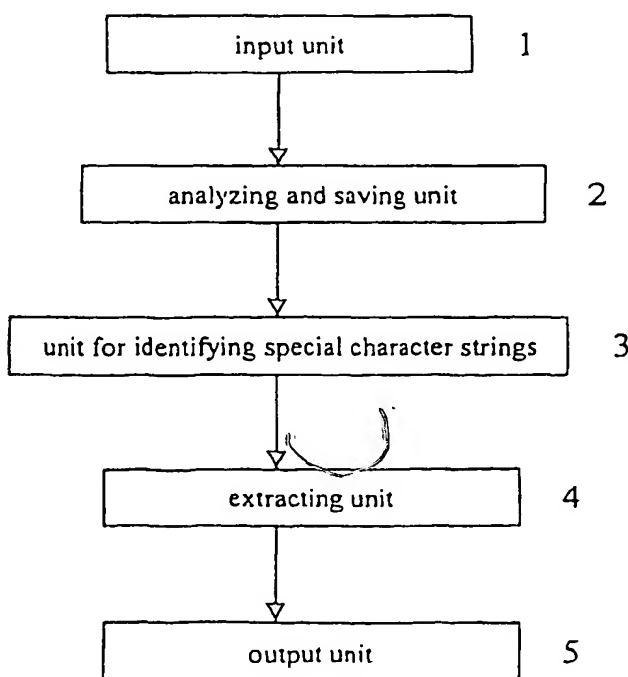 input unit 1
analyzing and saving unit 2
unit for identifying special character strings 3
extracting unit 4
output unit 5